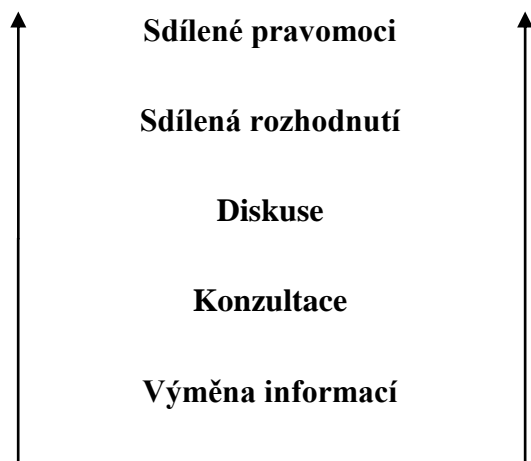 Sdílené pravomoci
Sdílená rozhodnutí
Diskuse
Konzultace
Výměna informací